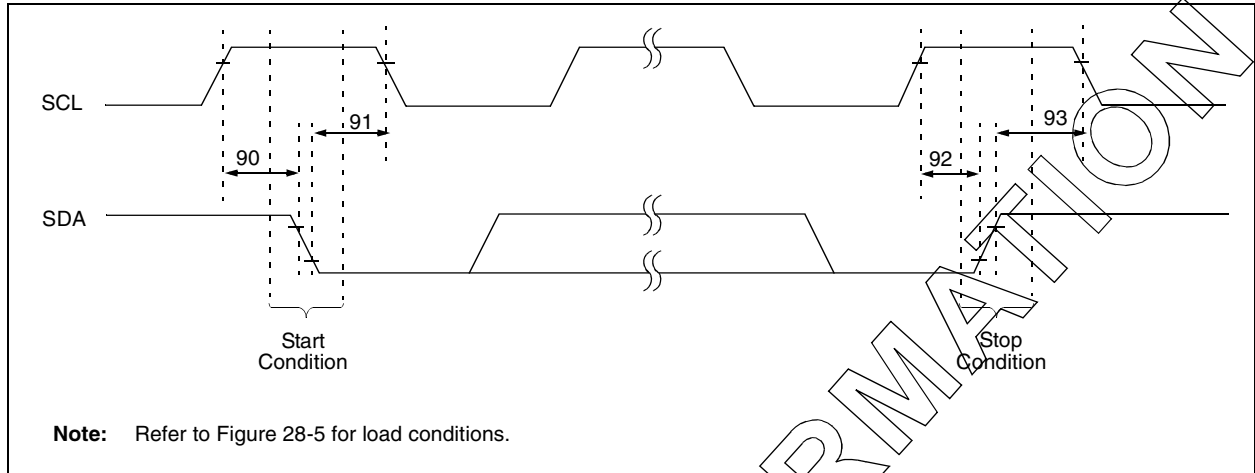 SCL
91
93
90
92
SDA
Start
Condition
Stop
Condition
Note: Refer to Figure 28-5 for load conditions.
RMATION